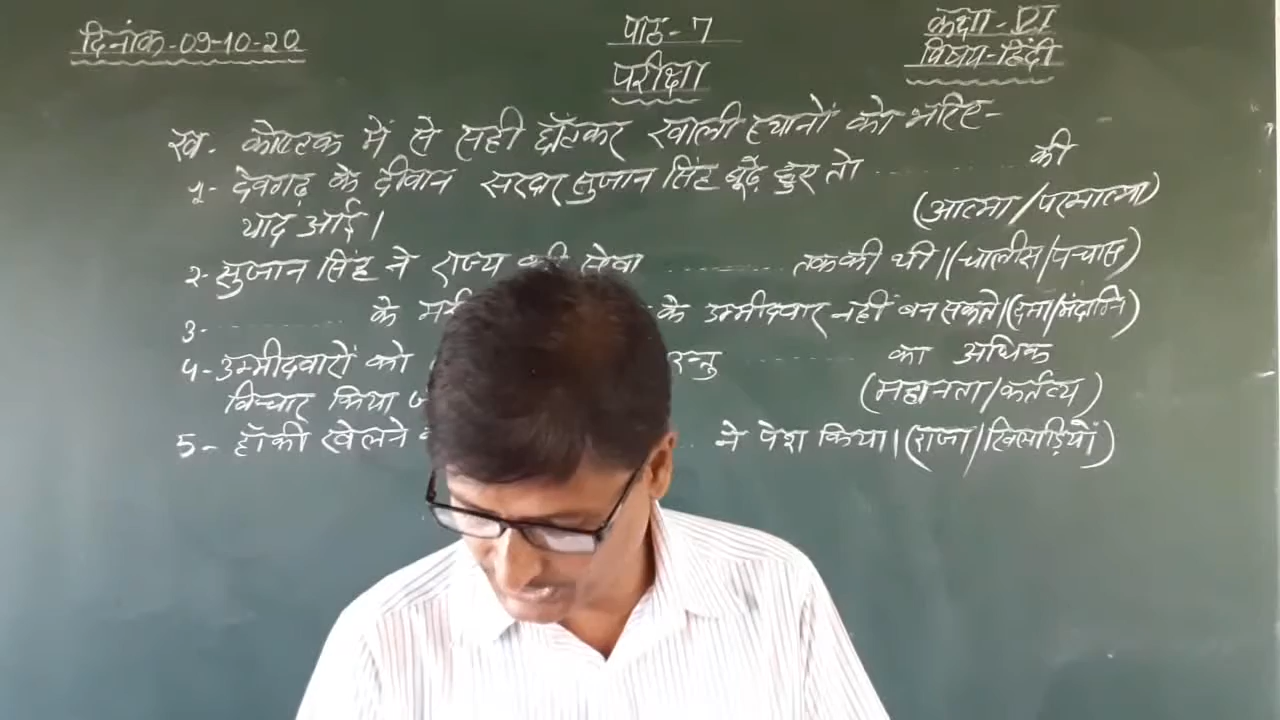 दिनांक-09-10-20
पाठ-7
कक्षा-VI
परीक्षा
विषय-हिंदी
ख- कोष्टक में से सही छाँटकर खाली स्थानों को भरिए-
1- देवगढ़ के दीवान सरदार सुजान सिंह बूढ़े हुए तो ........... की
याद आई। (आत्मा/परमात्मा)
2- सुजान सिंह ने राज्य की सेवा ........... तक की थी। (चालीस/पचास)
3- ........... के के उम्मीदवार नहीं बन सकते। (दमा/मंदाग्नि)
4- उम्मीदवारों को ........... का अधिक
विचार किया (महानता/कर्तव्य)
5- हॉकी खेलने ने पेश किया। (राजा/खिलाड़ियों)